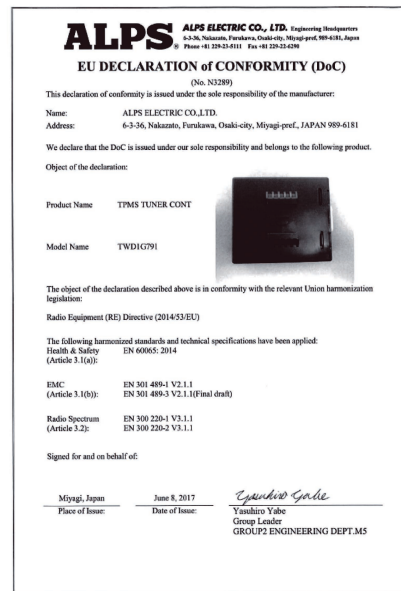 ALPS® ALPS ELECTRIC CO., LTD. Engineering Headquarters
6-3-36, Nakazato, Furukawa, Osaki-city, Miyagi-pref, 989-6181, Japan
Phone +81 229-23-5111 Fax +81 229-22-6290
EU DECLARATION of CONFORMITY (DoC)
(No. N3289)
This declaration of conformity is issued under the sole responsibility of the manufacturer:
Name: ALPS ELECTRIC CO.,LTD.
Address: 6-3-36, Nakazato, Furukawa, Osaki-city, Miyagi-pref., JAPAN 989-6181
We declare that the DoC is issued under our sole responsibility and belongs to the following product.
Object of the declaration:
Product Name TPMS TUNER CONT
Model Name TWD1G791
The object of the declaration described above is in conformity with the relevant Union harmonization
legislation:
Radio Equipment (RE) Directive (2014/53/EU)
The following harmonized standards and technical specifications have been applied:
Health & Safety EN 60065: 2014
(Article 3.1(a)):
EMC EN 301 489-1 V2.1.1
(Article 3.1(b)): EN 301 489-3 V2.1.1(Final draft)
Radio Spectrum EN 300 220-1 V3.1.1
(Article 3.2): EN 300 220-2 V3.1.1
Signed for and on behalf of:
Miyagi, Japan June 8, 2017 Yasuhiro Yabe
Place of Issue: Date of Issue: Yasuhiro Yabe
Group Leader
GROUP2 ENGINEERING DEPT.M5